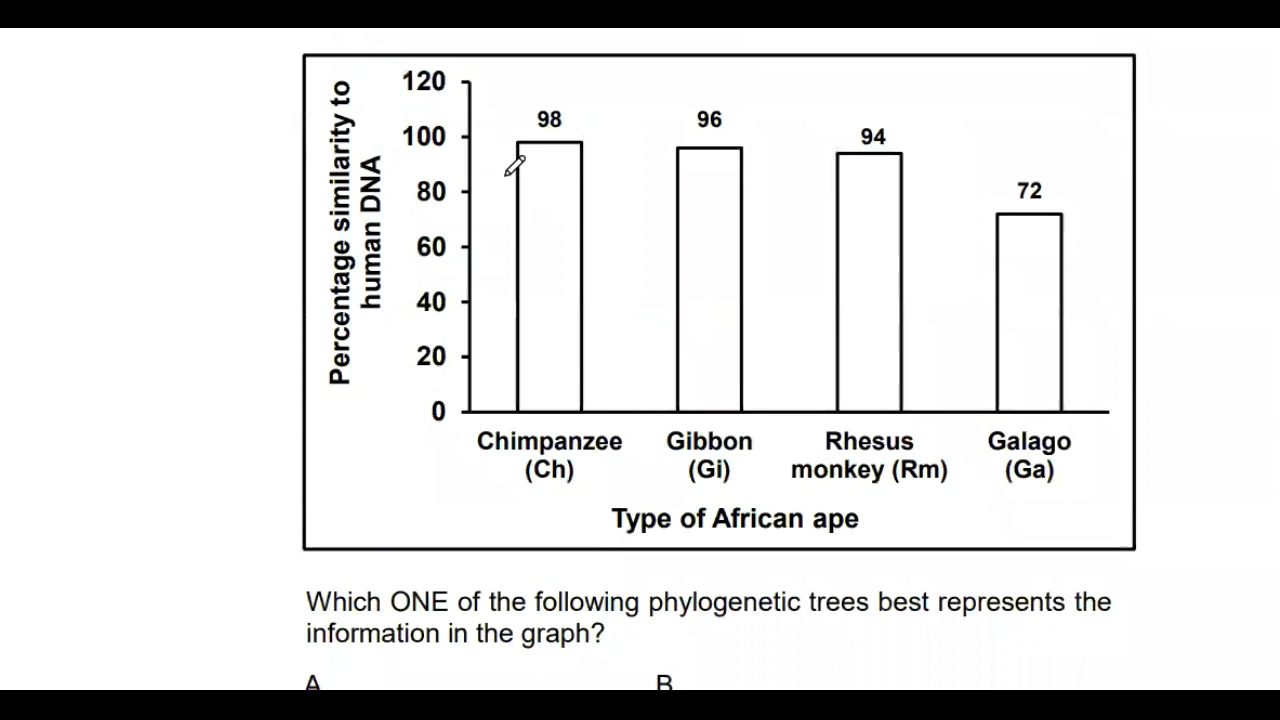 Percentage similarity to
human DNA
120
100
80
60
40
20
0
98
96
94
72
Chimpanzee
(Ch)
Gibbon
(Gi)
Rhesus
monkey (Rm)
Galago
(Ga)
Type of African ape
Which ONE of the following phylogenetic trees best represents the
information in the graph?
A
B